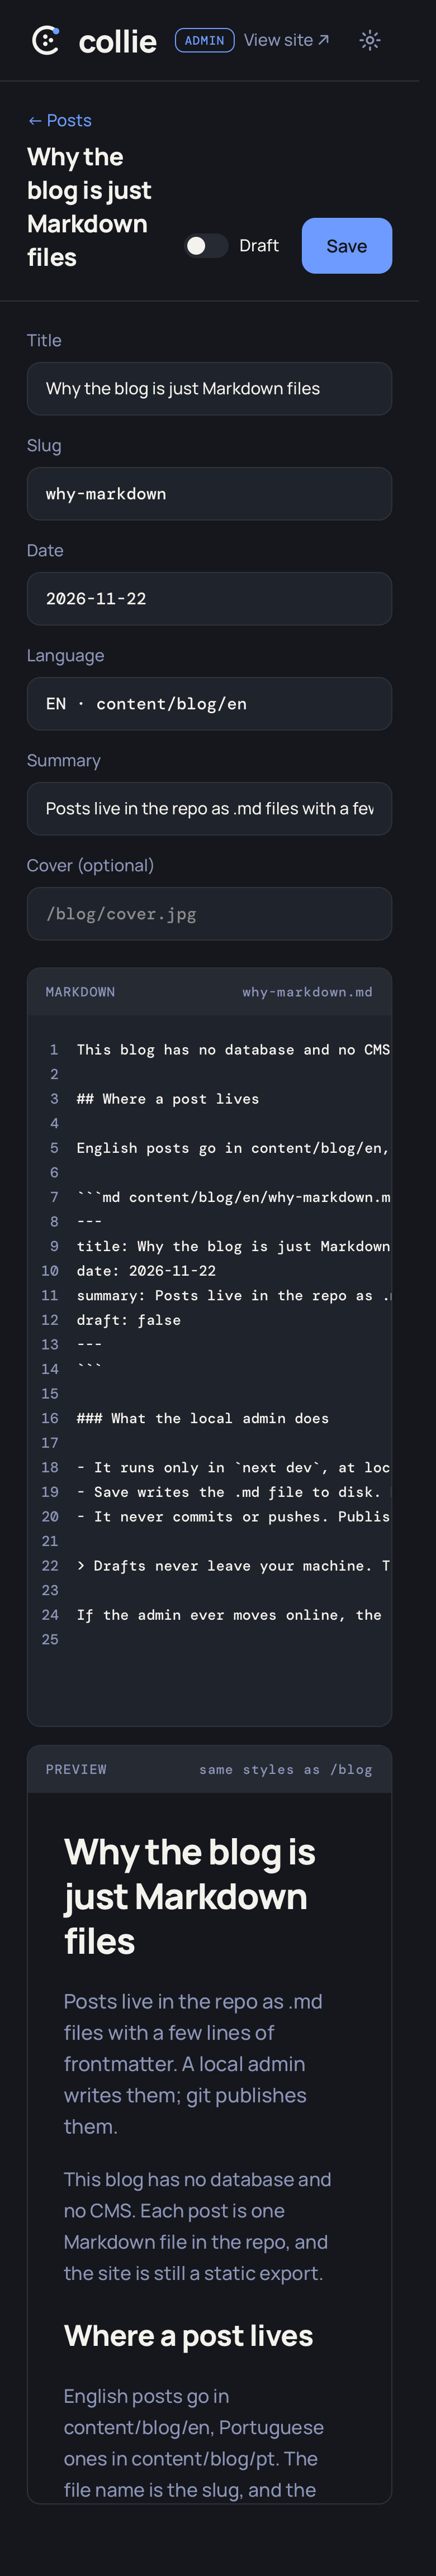 collie ADMIN View site ↗
← Posts
Why the
blog is just
Markdown
files
Draft
Save
Title
Why the blog is just Markdown files
Slug
why-markdown
Date
2026-11-22
Language
EN · content/blog/en
Summary
Posts live in the repo as .md files with a few
Cover (optional)
/blog/cover.jpg
MARKDOWN why-markdown.md
1 This blog has no database and no CMS
2
3 ## Where a post lives
4
5 English posts go in content/blog/en,
6
7 ```md content/blog/en/why-markdown.m
8 ---
9 title: Why the blog is just Markdown
10 date: 2026-11-22
11 summary: Posts live in the repo as .
12 draft: false
13 ---
14 ```
15
16 ### What the local admin does
17
18 - It runs only in `next dev`, at loc
19 - Save writes the .md file to disk.
20 - It never commits or pushes. Publis
21
22 > Drafts never leave your machine. T
23
24 If the admin ever moves online, the
25
PREVIEW same styles as /blog
Why the blog is
just Markdown
files
Posts live in the repo as .md
files with a few lines of
frontmatter. A local admin
writes them; git publishes
them.
This blog has no database and
no CMS. Each post is one
Markdown file in the repo, and
the site is still a static export.
Where a post lives
English posts go in
content/blog/en, Portuguese
ones in content/blog/pt. The
file name is the slug, and the